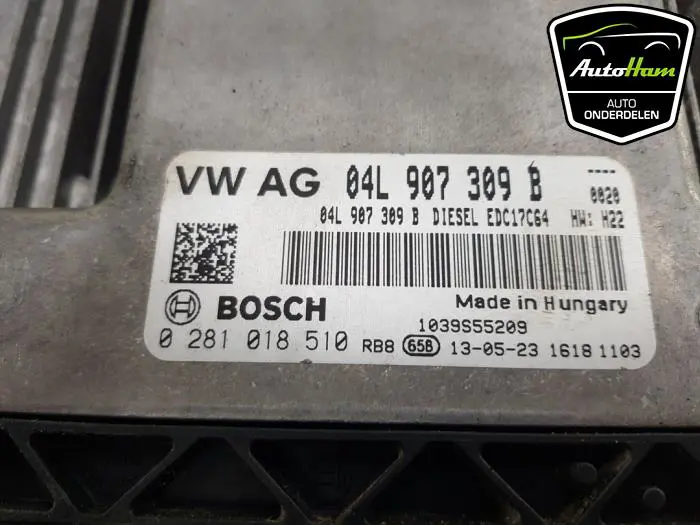 AutoHam
AUTO
ONDERDELEN
VW AG 04L 907 309 B ----
0020
04L 907 309 B DIESEL EDC17C64 HW: H22
BOSCH Made in Hungary
1039S55209
0 281 018 510 RB8 65B 13-05-23 1618 1103